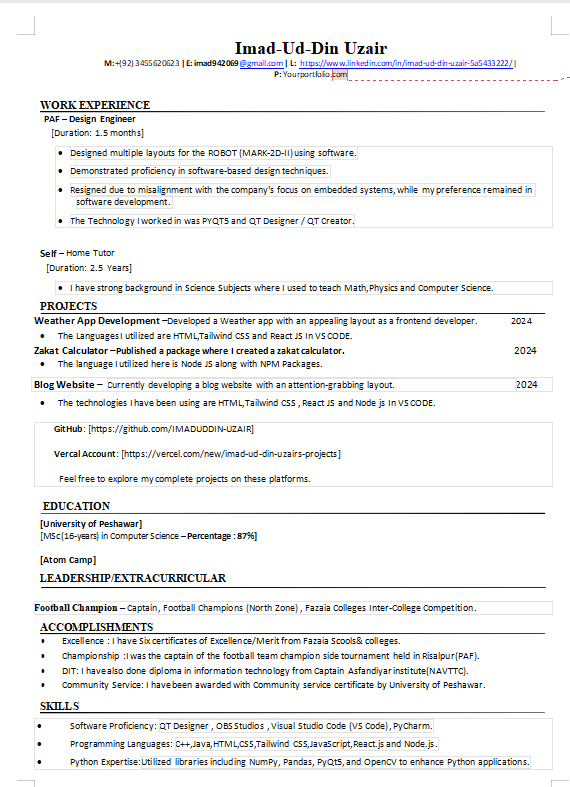 Imad-Ud-Din Uzair
M:+(92) 3455620623 | E: imad942069@gmail.com | L: https://www.linkedin.com/in/imad-ud-din-uzair-5a5433222/ |
P: Yourportfolio.com
WORK EXPERIENCE
PAF – Design Engineer
[Duration: 1.5 months]
• Designed multiple layouts for the ROBOT (MARK-2D-II) using software.
• Demonstrated proficiency in software-based design techniques.
• Resigned due to misalignment with the company's focus on embedded systems, while my preference remained in
software development.
• The Technology I worked in was PYQT5 and QT Designer / QT Creator.
Self – Home Tutor
[Duration: 2.5 Years]
• I have strong background in Science Subjects where I used to teach Math,Physics and Computer Science.
PROJECTS
Weather App Development –Developed a Weather app with an appealing layout as a frontend developer. 2024
• The Languages I utilized are HTML,Tailwind CSS and React JS In VS CODE.
Zakat Calculator –Published a package where I created a zakat calculator. 2024
• The language I utilized here is Node JS along with NPM Packages.
Blog Website – Currently developing a blog website with an attention-grabbing layout. 2024
• The technologies I have been using are HTML,Tailwind CSS , React JS and Node js In VS CODE.
GitHub: [https://github.com/IMADUDDIN-UZAIR]
Vercal Account: [https://vercel.com/new/imad-ud-din-uzairs-projects]
Feel free to explore my complete projects on these platforms.
EDUCATION
[University of Peshawar]
[MSc(16-years) in Computer Science – Percentage : 87%]
[Atom Camp]
LEADERSHIP/EXTRACURRICULAR
Football Champion – Captain, Football Champions (North Zone) , Fazaia Colleges Inter-College Competition.
ACCOMPLISHMENTS
• Excellence : I have Six certificates of Excellence/Merit from Fazaia Scools& colleges.
• Championship :I was the captain of the football team champion side tournament held in Risalpur(PAF).
• DIT: I have also done diploma in information technology from Captain Asfandiyar institute(NAVTTC).
• Community Service: I have been awarded with Community service certificate by University of Peshawar.
SKILLS
• Software Proficiency: QT Designer , OBS Studios , Visual Studio Code (VS Code), PyCharm.
• Programming Languages: C++,Java,HTML,CSS,Tailwind CSS,JavaScript,React.js and Node.js.
• Python Expertise:Utilized libraries including NumPy, Pandas, PyQt5, and OpenCV to enhance Python applications.